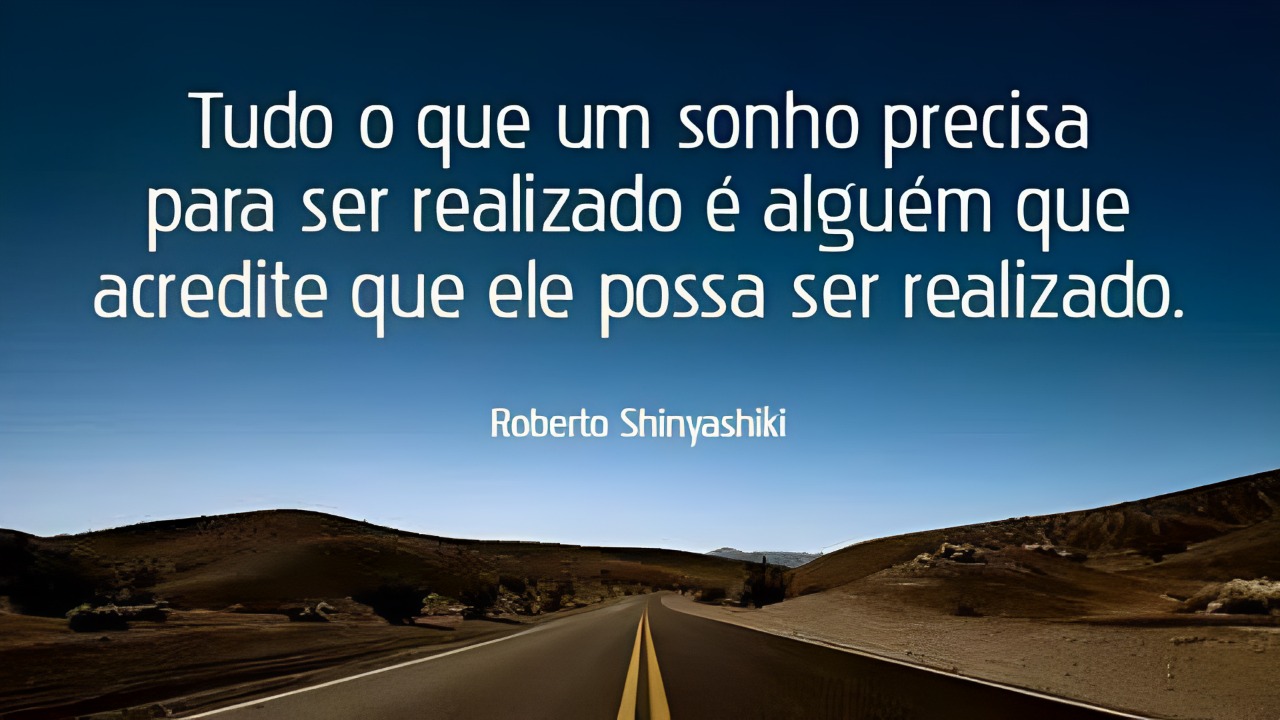 Tudo o que um sonho precisa
para ser realizado é alguém que
acredite que ele possa ser realizado.
Roberto Shinyashiki